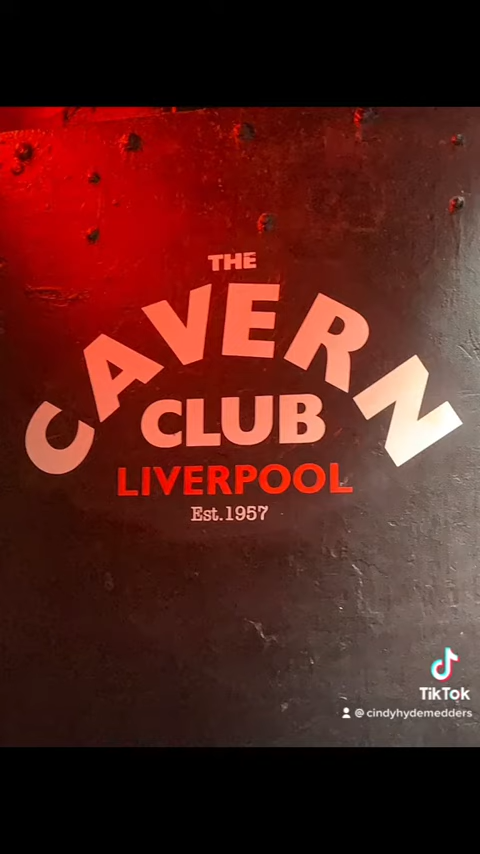 THE
CAVERN
CLUB
LIVERPOOL
Est.1957
TikTok
@cindyhydemedders